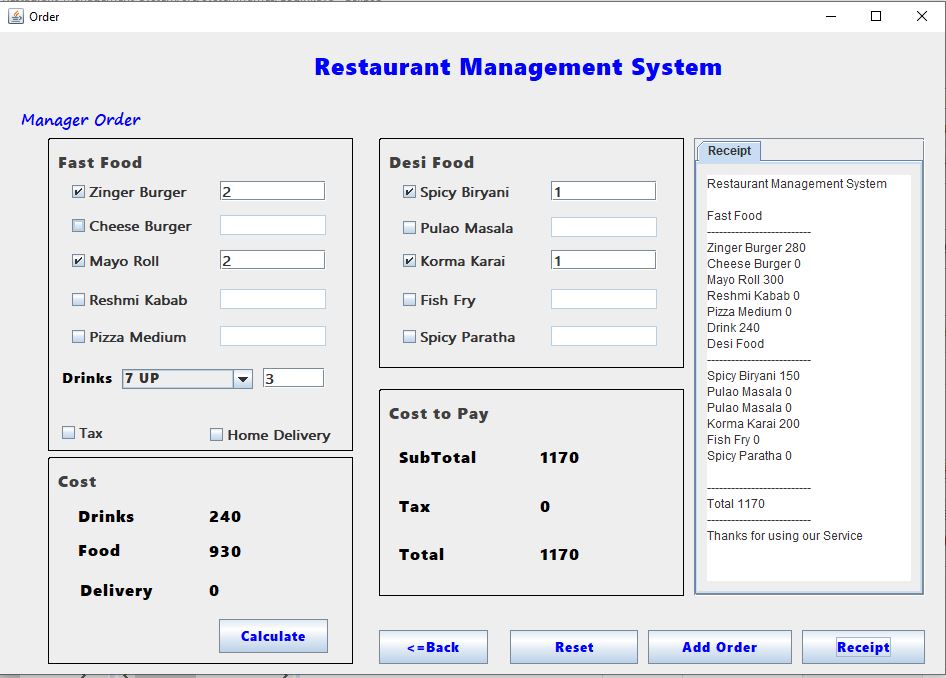 Order
Restaurant Management System
Manager Order
Fast Food
Zinger Burger 2
Cheese Burger
Mayo Roll 2
Reshmi Kabab
Pizza Medium
Drinks 7 UP 3
Tax Home Delivery
Cost
Drinks 240
Food 930
Delivery 0
Calculate
Desi Food
Spicy Biryani 1
Pulao Masala
Korma Karai 1
Fish Fry
Spicy Paratha
Cost to Pay
SubTotal 1170
Tax 0
Total 1170
Receipt
Restaurant Management System
Fast Food
--------------------------
Zinger Burger 280
Cheese Burger 0
Mayo Roll 300
Reshmi Kabab 0
Pizza Medium 0
Drink 240
Desi Food
--------------------------
Spicy Biryani 150
Pulao Masala 0
Pulao Masala 0
Korma Karai 200
Fish Fry 0
Spicy Paratha 0
--------------------------
Total 1170
--------------------------
Thanks for using our Service
<=Back Reset Add Order Receipt